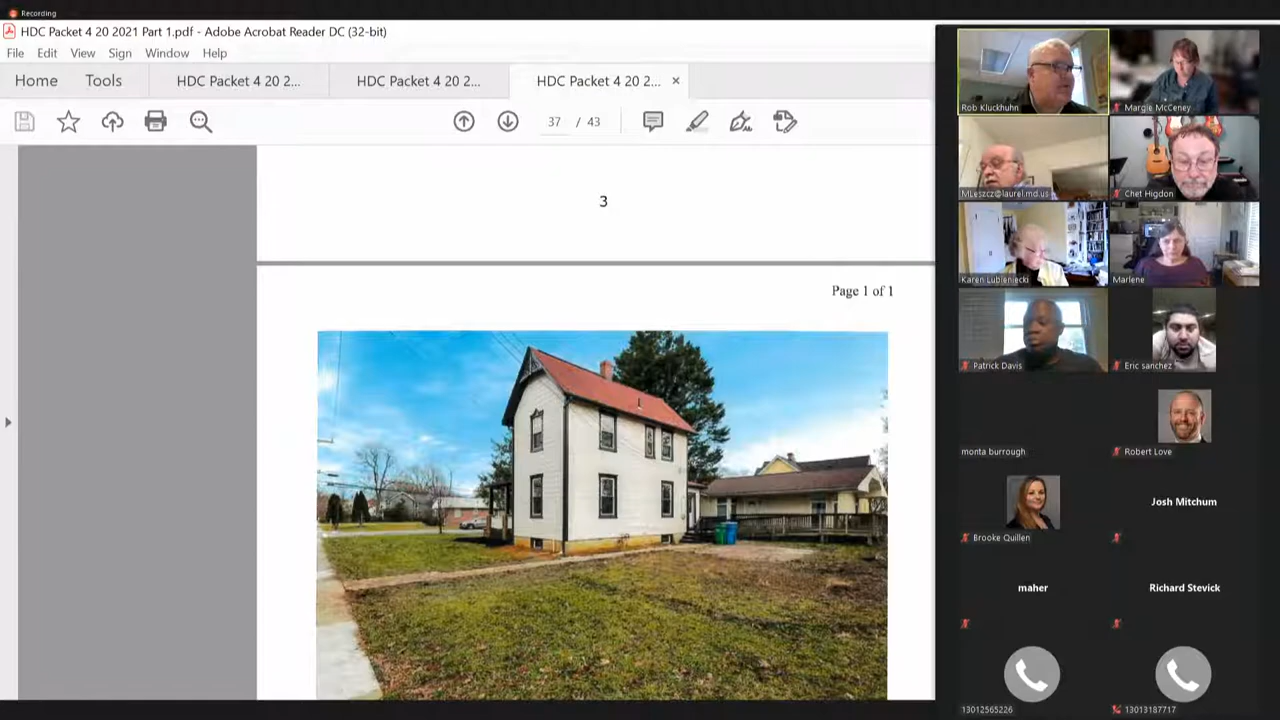 Recording
HDC Packet 4 20 2021 Part 1.pdf - Adobe Acrobat Reader DC (32-bit)
File Edit View Sign Window Help
Home Tools HDC Packet 4 20 2... HDC Packet 4 20 2... HDC Packet 4 20 2... ×
37 / 43
3
Page 1 of 1
Rob Kluckhuhn
Margie McCeney
MLeszcz@laurel.md.us
Chet Higdon
Karen Lubieniecki
Marlene
Patrick Davis
Eric sanchez
monta burrough
Robert Love
Brooke Quillen
Josh Mitchum
maher
Richard Stevick
13012565226
13013187717